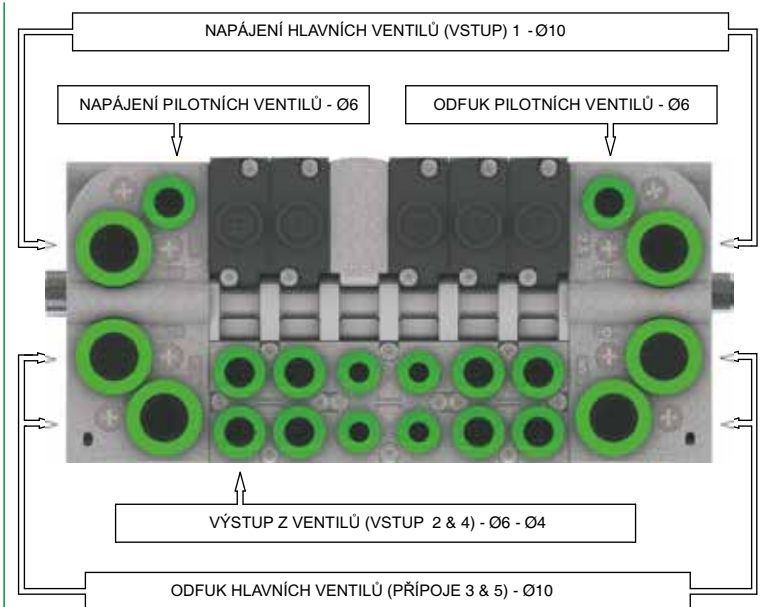 NAPÁJENÍ HLAVNÍCH VENTILŮ (VSTUP) 1 - Ø10
NAPÁJENÍ PILOTNÍCH VENTILŮ - Ø6
ODFUK PILOTNÍCH VENTILŮ - Ø6
VÝSTUP Z VENTILŮ (VSTUP 2 & 4) - Ø6 - Ø4
ODFUK HLAVNÍCH VENTILŮ (PŘÍPOJE 3 & 5) - Ø10